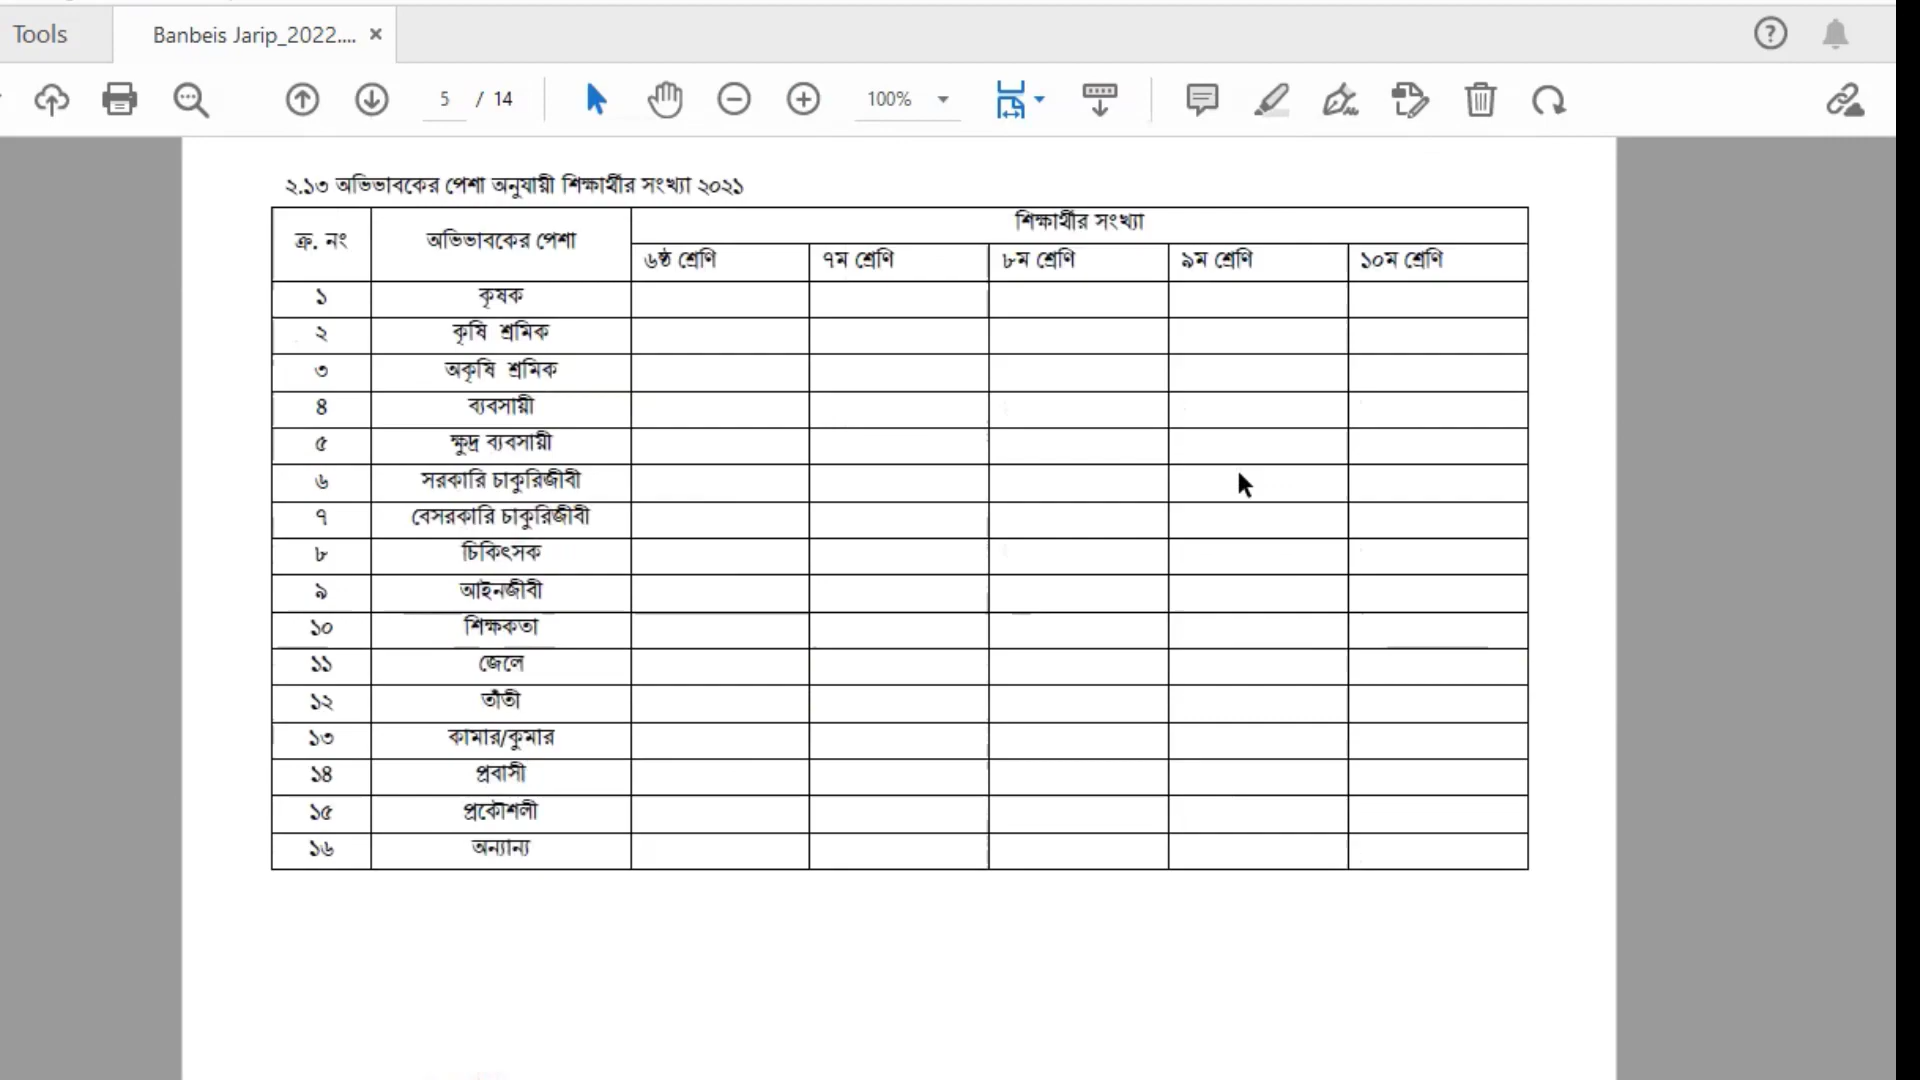 Tools
Banbeis Jarip_2022.... ×
5 / 14
100%
২.১৩ অভিভাবকের পেশা অনুযায়ী শিক্ষার্থীর সংখ্যা ২০২১
ক্র. নং অভিভাবকের পেশা শিক্ষার্থীর সংখ্যা
৬ষ্ঠ শ্রেণি ৭ম শ্রেণি ৮ম শ্রেণি ৯ম শ্রেণি ১০ম শ্রেণি
১ কৃষক
২ কৃষি শ্রমিক
৩ অকৃষি শ্রমিক
৪ ব্যবসায়ী
৫ ক্ষুদ্র ব্যবসায়ী
৬ সরকারি চাকুরিজীবী
৭ বেসরকারি চাকুরিজীবী
৮ চিকিৎসক
৯ আইনজীবী
১০ শিক্ষকতা
১১ জেলে
১২ তাঁতী
১৩ কামার/কুমার
১৪ প্রবাসী
১৫ প্রকৌশলী
১৬ অন্যান্য